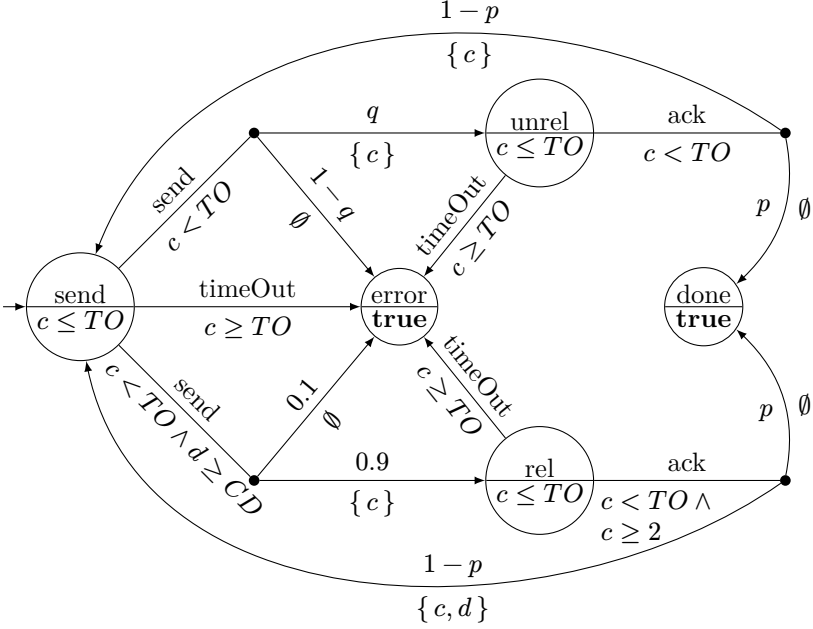 1 − p
{ c }
q
{ c }
unrel
c ≤ TO
ack
c < TO
send
c < TO
1 − q
∅
timeOut
c ≥ TO
p
∅
send
c ≤ TO
timeOut
c ≥ TO
error
true
done
true
send
c < TO ∧ d ≥ CD
0.1
∅
timeOut
c ≥ TO
p
∅
0.9
{ c }
rel
c ≤ TO
ack
c < TO ∧
c ≥ 2
1 − p
{ c, d }